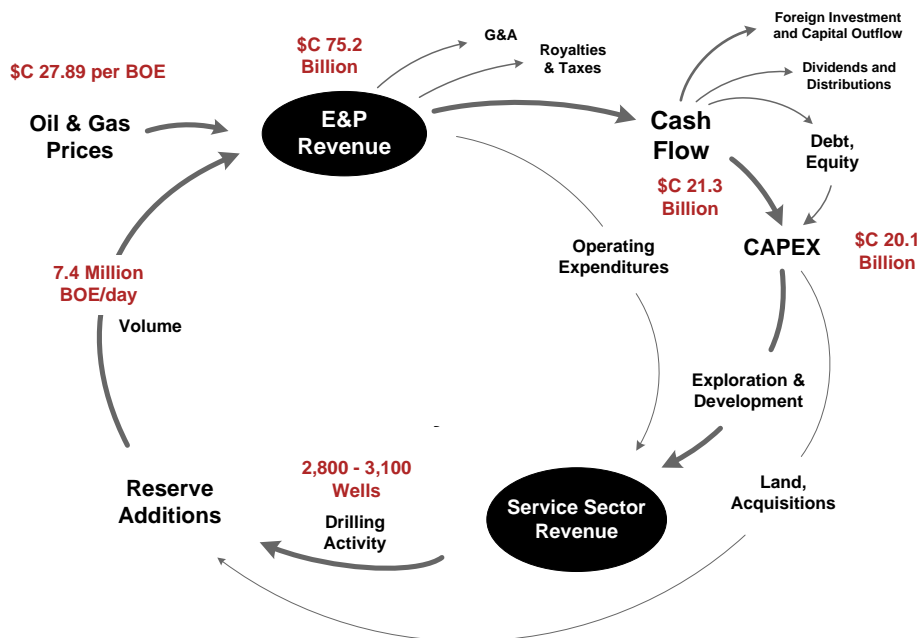 Foreign Investment
and Capital Outflow
G&A
$C 75.2
Billion
Royalties
& Taxes
$C 27.89 per BOE
Dividends and
Distributions
E&P
Revenue
Oil & Gas
Prices
Cash
Flow
Debt,
Equity
$C 21.3
Billion
CAPEX
$C 20.1
Billion
Operating
Expenditures
7.4 Million
BOE/day
Volume
Exploration &
Development
2,800 - 3,100
Wells
Reserve
Additions
Drilling
Activity
Service Sector
Revenue
Land,
Acquisitions